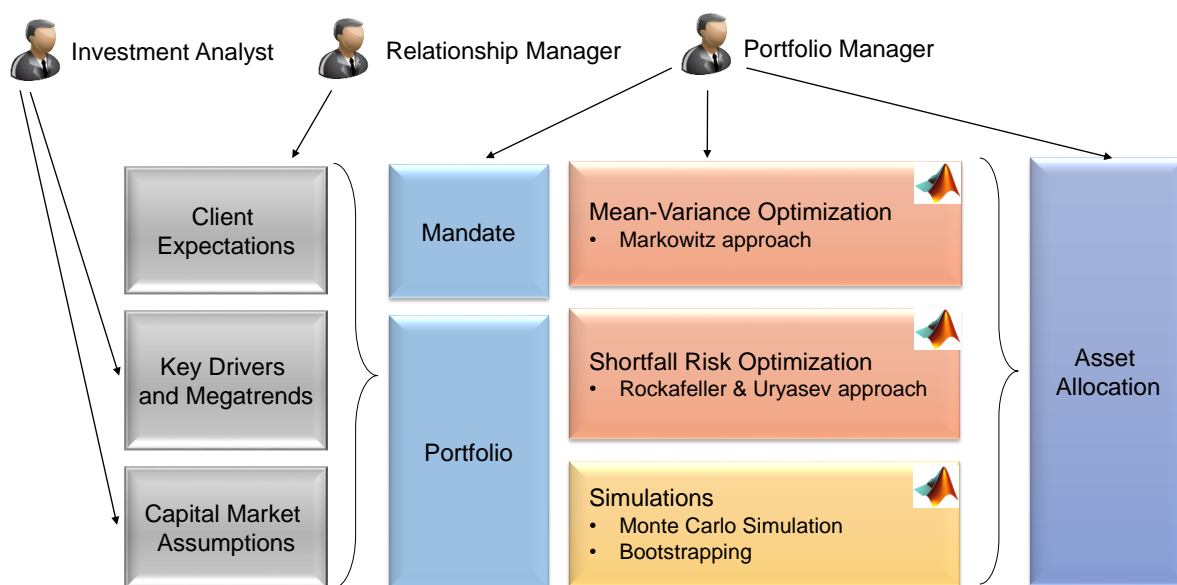 Investment Analyst
Relationship Manager
Portfolio Manager
Client
Expectations
Key Drivers
and Megatrends
Capital Market
Assumptions
Mandate
Portfolio
Mean-Variance Optimization
• Markowitz approach
Shortfall Risk Optimization
• Rockafeller & Uryasev approach
Simulations
• Monte Carlo Simulation
• Bootstrapping
Asset
Allocation